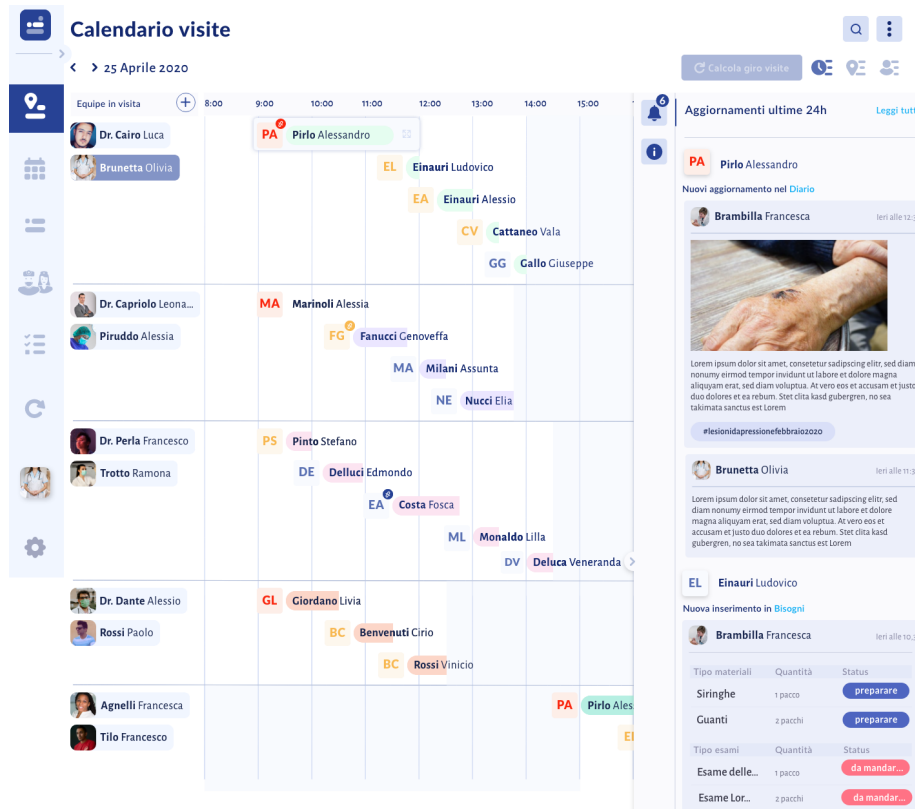 Calendario visite
25 Aprile 2020
Calcola giro visite
Equipe in visita
8:00 9:00 10:00 11:00 12:00 13:00 14:00 15:00
Dr. Cairo Luca
Brunetta Olivia
PA Pirlo Alessandro
EL Einauri Ludovico
EA Einauri Alessio
CV Cattaneo Vala
GG Gallo Giuseppe
Dr. Capriolo Leona...
Piruddo Alessia
MA Marinoli Alessia
FG Fanucci Genoveffa
MA Milani Assunta
NE Nucci Elia
Dr. Perla Francesco
Trotto Ramona
PS Pinto Stefano
DE Delluci Edmondo
EA Costa Fosca
ML Monaldo Lilla
DV Deluca Veneranda
Dr. Dante Alessio
Rossi Paolo
GL Giordano Livia
BC Benvenuti Cirio
BC Rossi Vinicio
Agnelli Francesca
Tilo Francesco
PA Pirlo Ales
6
Aggiornamenti ultime 24h
Leggi tutt
PA Pirlo Alessandro
Nuovi aggiornamento nel Diario
Brambilla Francesca
Ieri alle 12:3
Lorem ipsum dolor sit amet, consetetur sadipscing elitr, sed diam
nonumy eirmod tempor invidunt ut labore et dolore magna
aliquyam erat, sed diam voluptua. At vero eos et accusam et justo
duo dolores et ea rebum. Stet clita kasd gubergren, no sea
takimata sanctus est Lorem
#lesionidapressionefebbraio2020
Brunetta Olivia
Ieri alle 11:3
Lorem ipsum dolor sit amet, consetetur sadipscing elitr, sed
diam nonumy eirmod tempor invidunt ut labore et dolore
magna aliquyam erat, sed diam voluptua. At vero eos et
accusam et justo duo dolores et ea rebum. Stet clita kasd
gubergren, no sea takimata sanctus est Lorem
EL Einauri Ludovico
Nuova inserimento in Bisogni
Brambilla Francesca
Ieri alle 10,3
Tipo materiali Quantità Status
Siringhe 1 pacco preparare
Guanti 2 pacchi preparare
Tipo esami Quantità Status
Esame delle... 1 pacco da mandar...
Esame Lor... 2 pacchi da mandar...